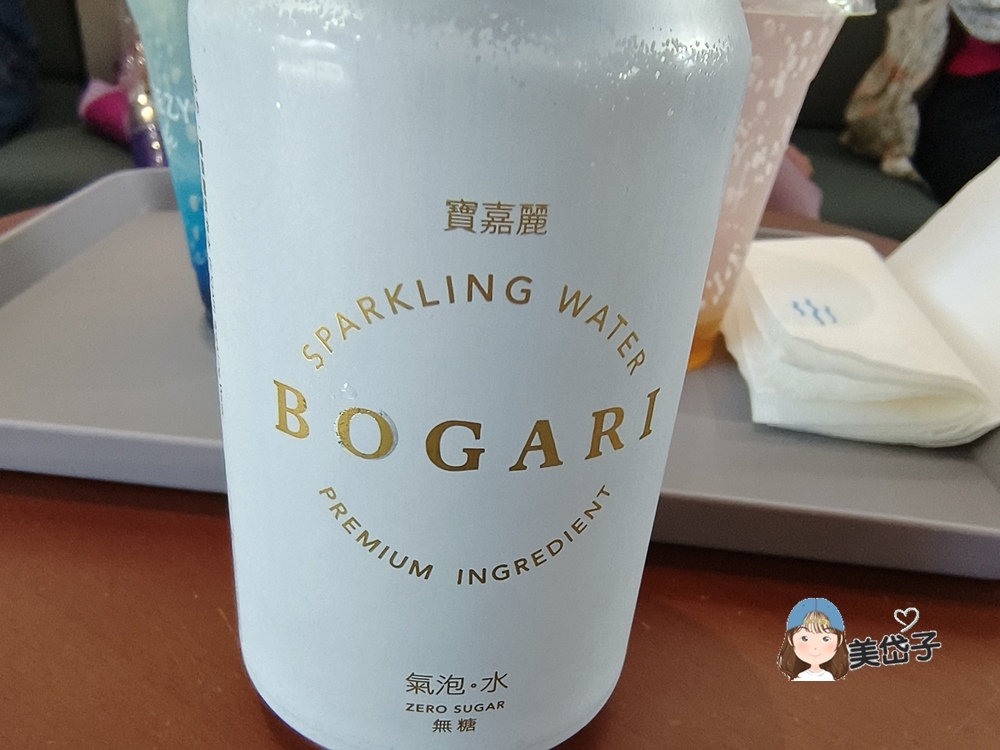 寶嘉麗
SPARKLING WATER
BOGARI
PREMIUM INGREDIENT
氣泡·水
ZERO SUGAR
無糖
美岱子